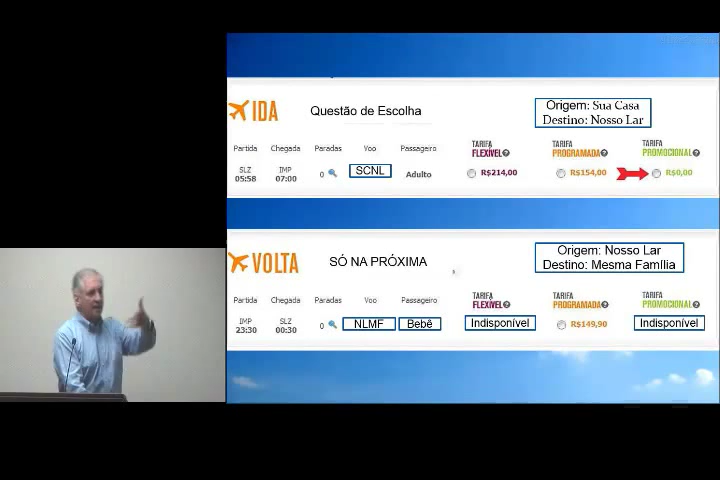 IDA
Questão de Escolha
Origem: Sua Casa
Destino: Nosso Lar
Partida Chegada Paradas Voo Passageiro TARIFA FLEXÍVEL? TARIFA PROGRAMADA? TARIFA PROMOCIONAL?
SLZ 05:58 IMP 07:00 0 SCNL Adulto R$214,00 R$154,00 R$0,00
VOLTA
SÓ NA PRÓXIMA
Origem: Nosso Lar
Destino: Mesma Família
Partida Chegada Paradas Voo Passageiro TARIFA FLEXÍVEL? TARIFA PROGRAMADA? TARIFA PROMOCIONAL?
IMP 23:30 SLZ 00:30 0 NLMF Bebê Indisponível R$149,90 Indisponível